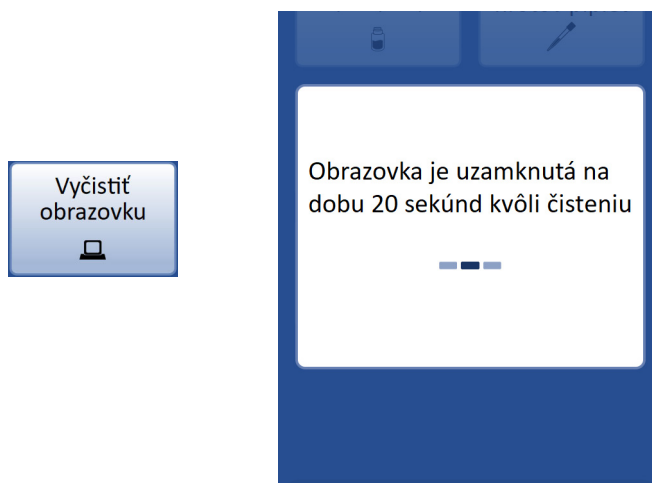 Vyčistiť
obrazovku
Obrazovka je uzamknutá na
dobu 20 sekúnd kvôli čisteniu